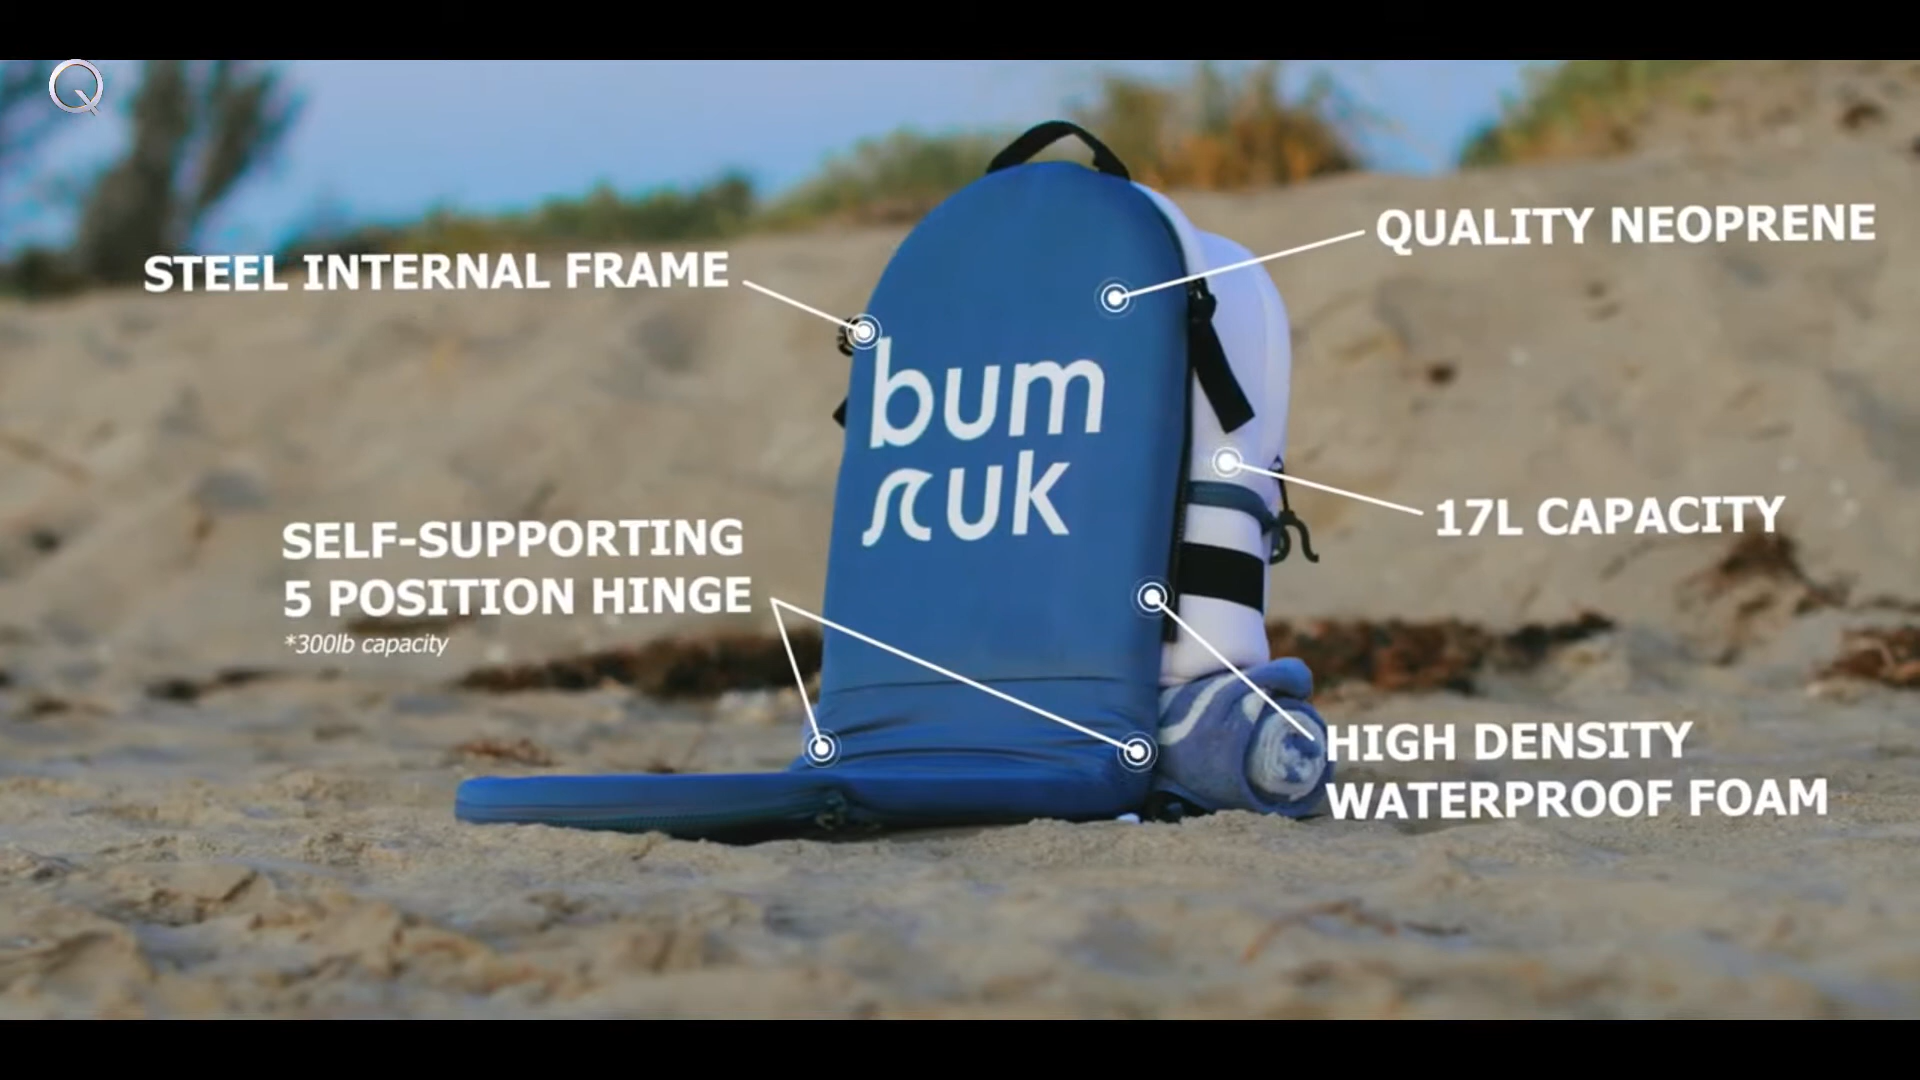 STEEL INTERNAL FRAME
QUALITY NEOPRENE
bum
ruk
17L CAPACITY
SELF-SUPPORTING
5 POSITION HINGE
*300lb capacity
HIGH DENSITY
WATERPROOF FOAM